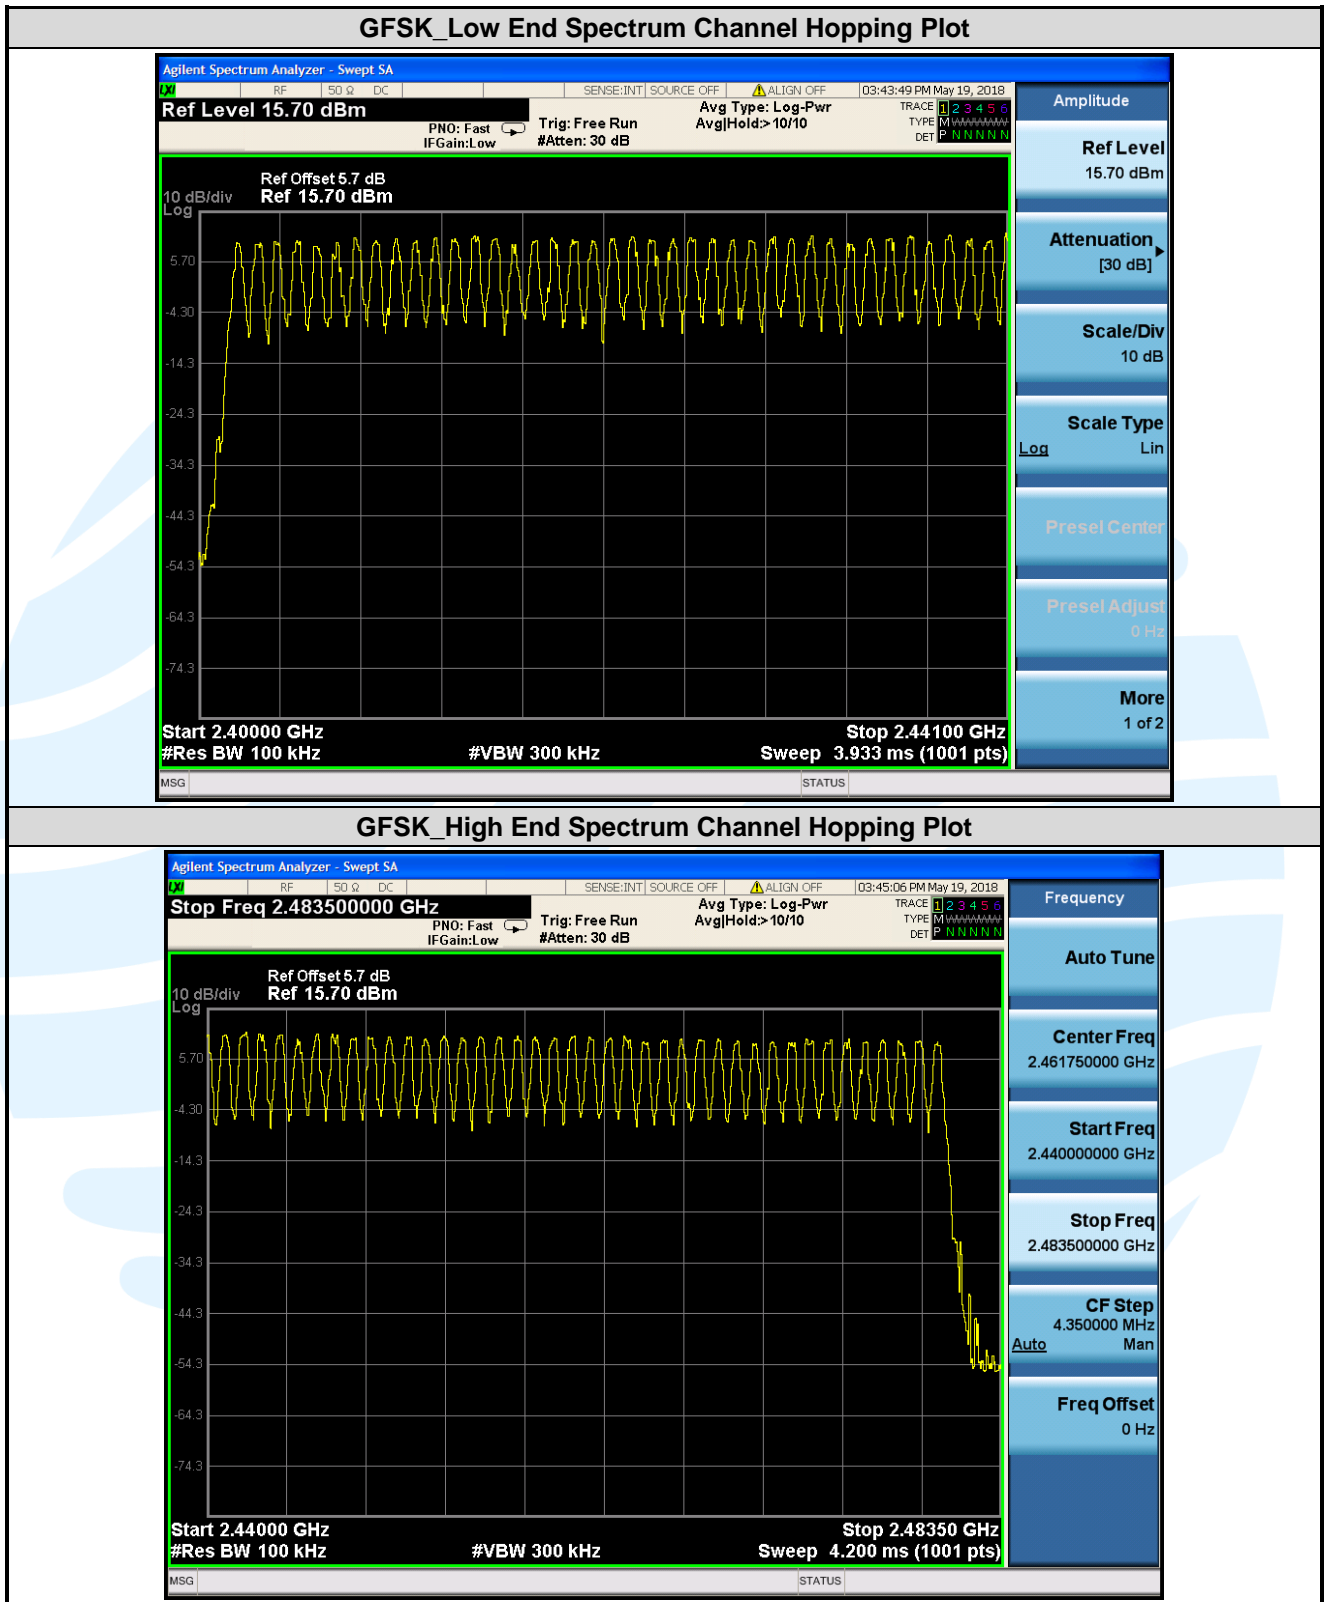 GFSK_Low End Spectrum Channel Hopping Plot
Agilent Spectrum Analyzer - Swept SA
LXI RF 50 Ω DC SENSE:INT SOURCE OFF ALIGN OFF 03:43:49 PM May 19, 2018
Ref Level 15.70 dBm
PNO: Fast
IFGain:Low
Trig: Free Run
#Atten: 30 dB
Avg Type: Log-Pwr
Avg|Hold:>10/10
TRACE 1 2 3 4 5 6
TYPE M WWWWW
DET P N N N N N
Amplitude
Ref Level
15.70 dBm
Attenuation
[30 dB]
Scale/Div
10 dB
Scale Type
Log Lin
Presel Center
Presel Adjust
0 Hz
More
1 of 2
Ref Offset 5.7 dB
10 dB/div Ref 15.70 dBm
Log
5.70
-4.30
-14.3
-24.3
-34.3
-44.3
-54.3
-64.3
-74.3
Start 2.40000 GHz Stop 2.44100 GHz
#Res BW 100 kHz #VBW 300 kHz Sweep 3.933 ms (1001 pts)
MSG STATUS
GFSK_High End Spectrum Channel Hopping Plot
Agilent Spectrum Analyzer - Swept SA
LXI RF 50 Ω DC SENSE:INT SOURCE OFF ALIGN OFF 03:45:06 PM May 19, 2018
Stop Freq 2.483500000 GHz
PNO: Fast
IFGain:Low
Trig: Free Run
#Atten: 30 dB
Avg Type: Log-Pwr
Avg|Hold:>10/10
TRACE 1 2 3 4 5 6
TYPE M WWWWW
DET P N N N N N
Frequency
Auto Tune
Center Freq
2.461750000 GHz
Start Freq
2.440000000 GHz
Stop Freq
2.483500000 GHz
CF Step
4.350000 MHz
Auto Man
Freq Offset
0 Hz
Ref Offset 5.7 dB
10 dB/div Ref 15.70 dBm
Log
5.70
-4.30
-14.3
-24.3
-34.3
-44.3
-54.3
-64.3
-74.3
Start 2.44000 GHz Stop 2.48350 GHz
#Res BW 100 kHz #VBW 300 kHz Sweep 4.200 ms (1001 pts)
MSG STATUS